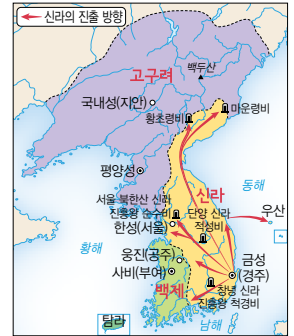 ← 신라의 진출 방향
고구려
백두산
국내성(지안)
마운령비
황초령비
평양성
신라
동해
서울 북한산 신라
진흥왕 순수비
단양 신라
적성비
우산
한성(서울)
황해
웅진(공주)
금성
(경주)
사비(부여)
백제
창녕 신라
진흥왕 척경비
탐라
남해